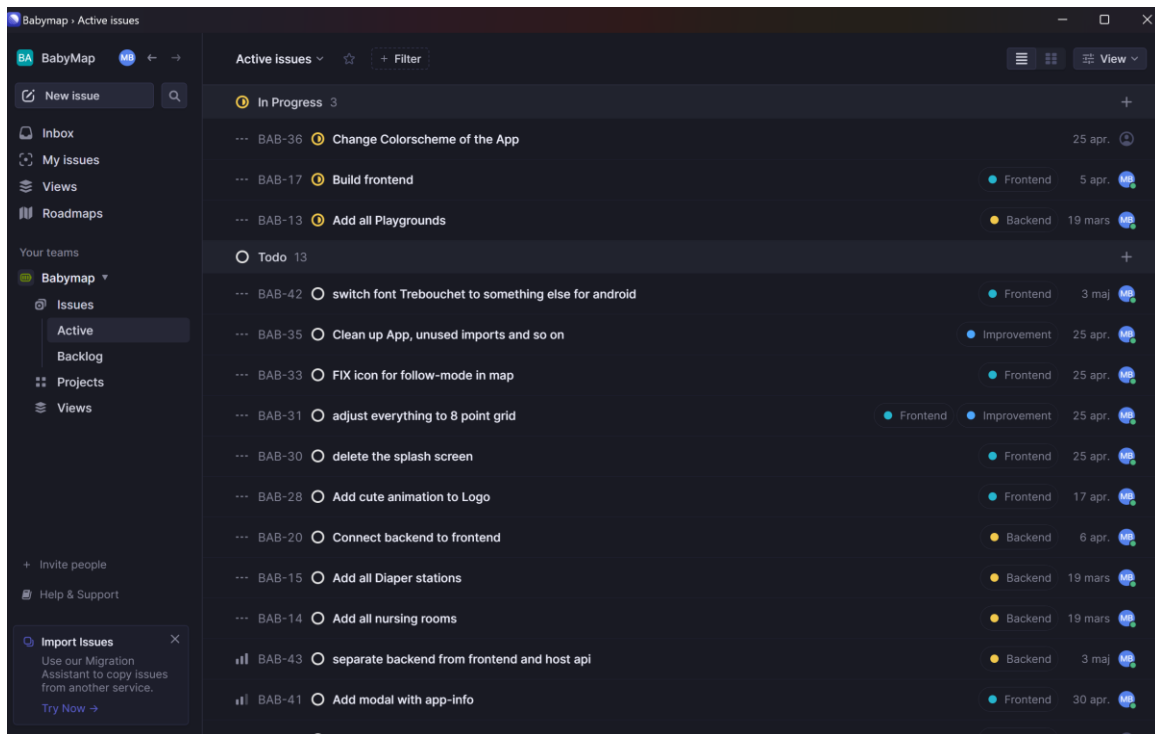 Babymap › Active issues
BA BabyMap MB ← →
New issue
Inbox
My issues
Views
Roadmaps
Your teams
Babymap
Issues
Active
Backlog
Projects
Views
+ Invite people
Help & Support
Import Issues
Use our Migration
Assistant to copy issues
from another service.
Try Now →
Active issues
+ Filter
View
In Progress 3
BAB-36 Change Colorscheme of the App 25 apr.
BAB-17 Build frontend Frontend 5 apr. MB
BAB-13 Add all Playgrounds Backend 19 mars MB
Todo 13
BAB-42 switch font Trebouchet to something else for android Frontend 3 maj MB
BAB-35 Clean up App, unused imports and so on Improvement 25 apr. MB
BAB-33 FIX icon for follow-mode in map Frontend 25 apr. MB
BAB-31 adjust everything to 8 point grid Frontend Improvement 25 apr. MB
BAB-30 delete the splash screen Frontend 25 apr. MB
BAB-28 Add cute animation to Logo Frontend 17 apr. MB
BAB-20 Connect backend to frontend Backend 6 apr. MB
BAB-15 Add all Diaper stations Backend 19 mars MB
BAB-14 Add all nursing rooms Backend 19 mars MB
BAB-43 separate backend from frontend and host api Backend 3 maj MB
BAB-41 Add modal with app-info Frontend 30 apr. MB